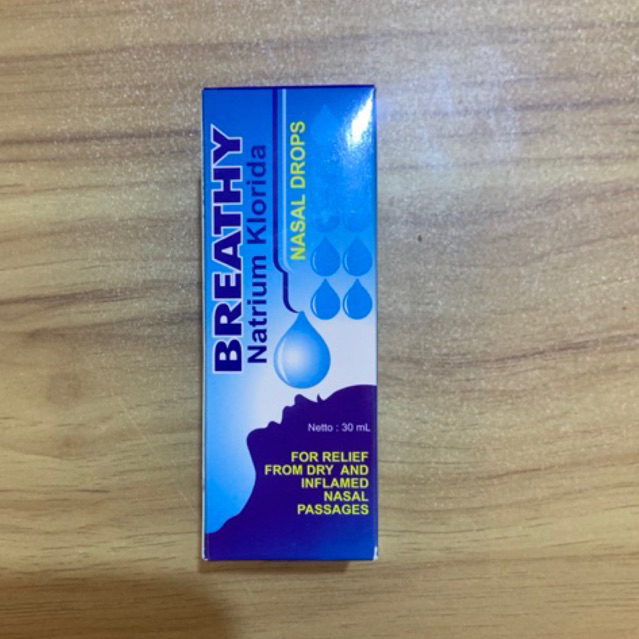 BREATHY
Natrium Klorida
NASAL DROPS
Netto : 30 mL
FOR RELIEF
FROM DRY AND
INFLAMED
NASAL
PASSAGES